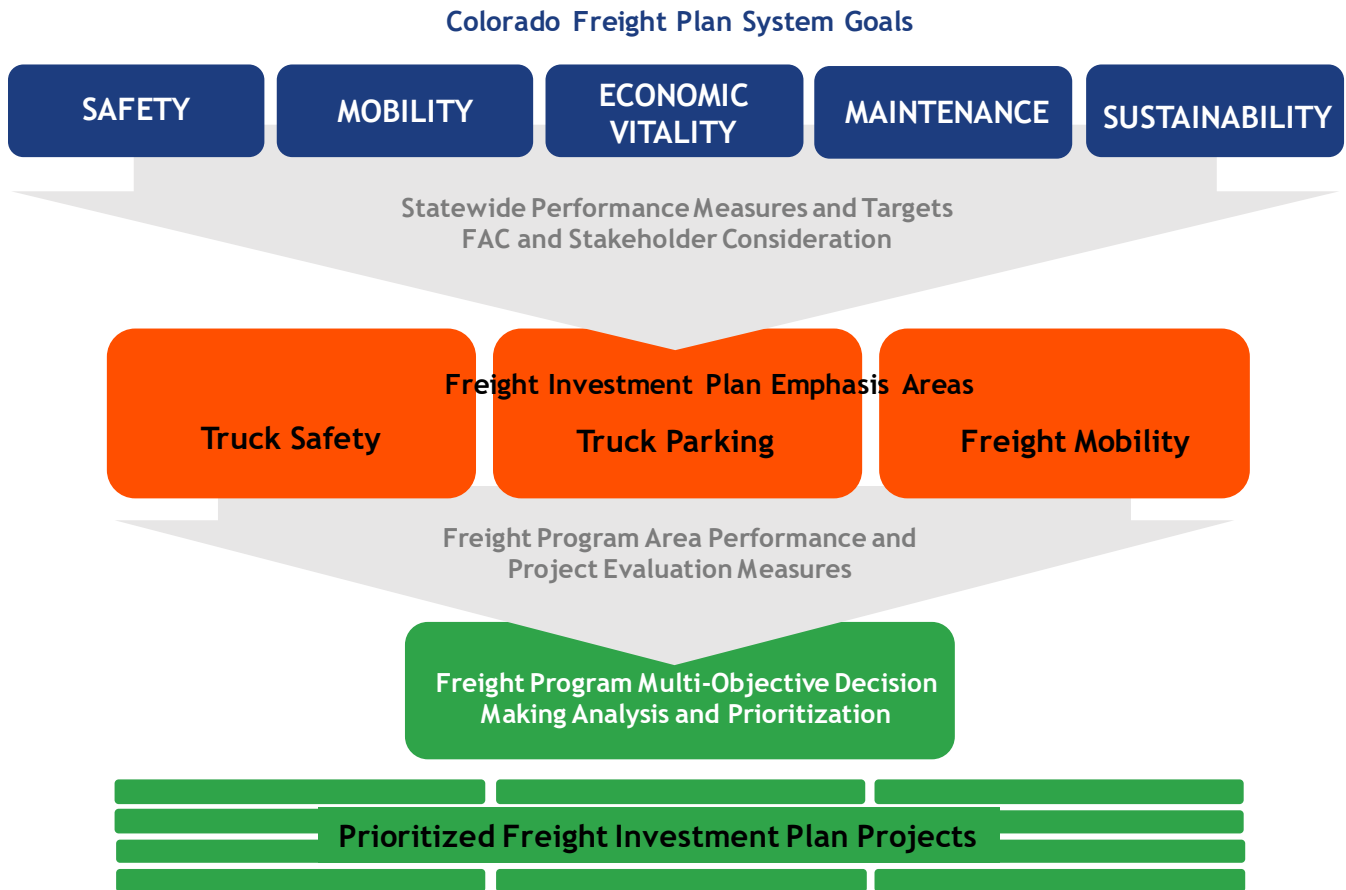 Colorado Freight Plan System Goals
SAFETY
MOBILITY
ECONOMIC
VITALITY
MAINTENANCE
SUSTAINABILITY
Statewide Performance Measures and Targets
FAC and Stakeholder Consideration
Freight Investment Plan Emphasis Areas
Truck Safety
Truck Parking
Freight Mobility
Freight Program Area Performance and
Project Evaluation Measures
Freight Program Multi-Objective Decision
Making Analysis and Prioritization
Prioritized Freight Investment Plan Projects